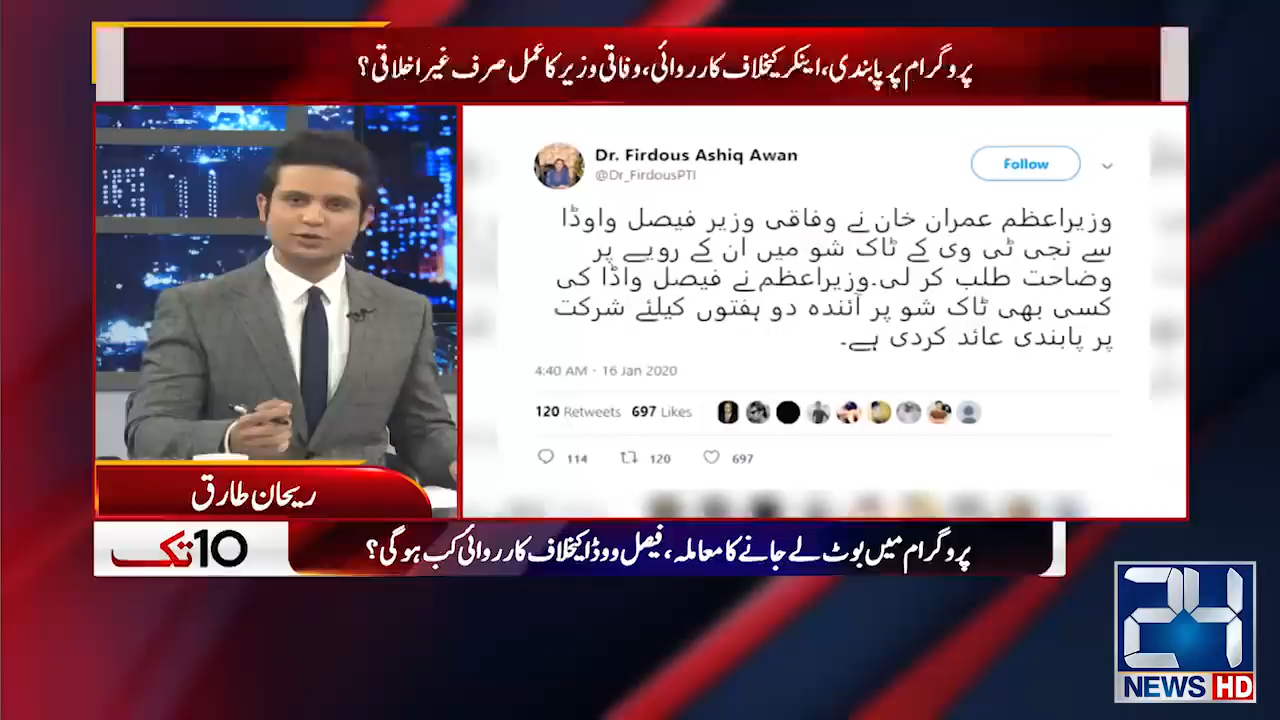 پروگرام پر پابندی، اینکر کیخلاف کارروائی، وفاقی وزیر کا عمل صرف غیر اخلاقی؟
Dr. Firdous Ashiq Awan
@Dr_FirdousPTI
Follow
وزیراعظم عمران خان نے وفاقی وزیر فیصل واوڈا
سے نجی ٹی وی کے ٹاک شو میں ان کے رویے پر
وضاحت طلب کر لی.وزیراعظم نے فیصل واڈا کی
کسی بھی ٹاک شو پر آئندہ دو ہفتوں کیلئے شرکت
پر پابندی عائد کردی ہے۔
4:40 AM · 16 Jan 2020
120 Retweets 697 Likes
114 120 697
ریحان طارق
10 تک
پروگرام میں بوٹ لے جانے کا معاملہ، فیصل ووڈا کیخلاف کارروائی کب ہوگی؟
24
NEWS HD